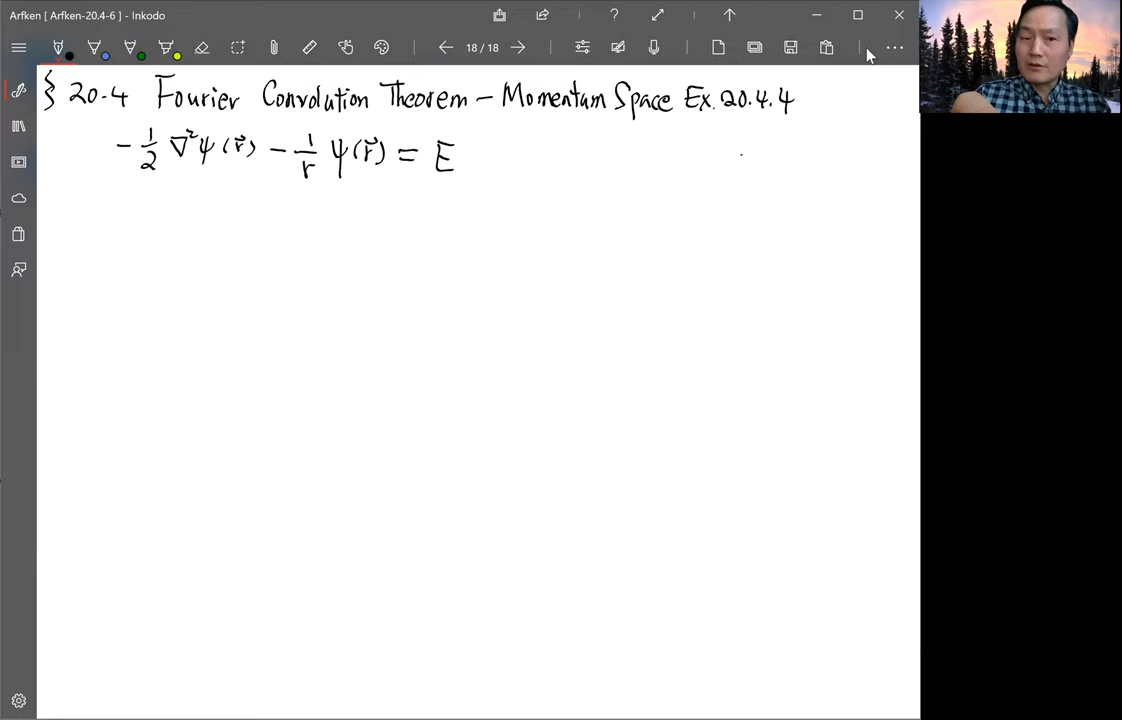 Arfken [ Arfken-20.4-6 ] - Inkodo
18 / 18
§ 20.4 Fourier Convolution Theorem – Momentum Space Ex. 20.4.4
-1/2 ∇²ψ(r⃗) - 1/r ψ(r⃗) = E